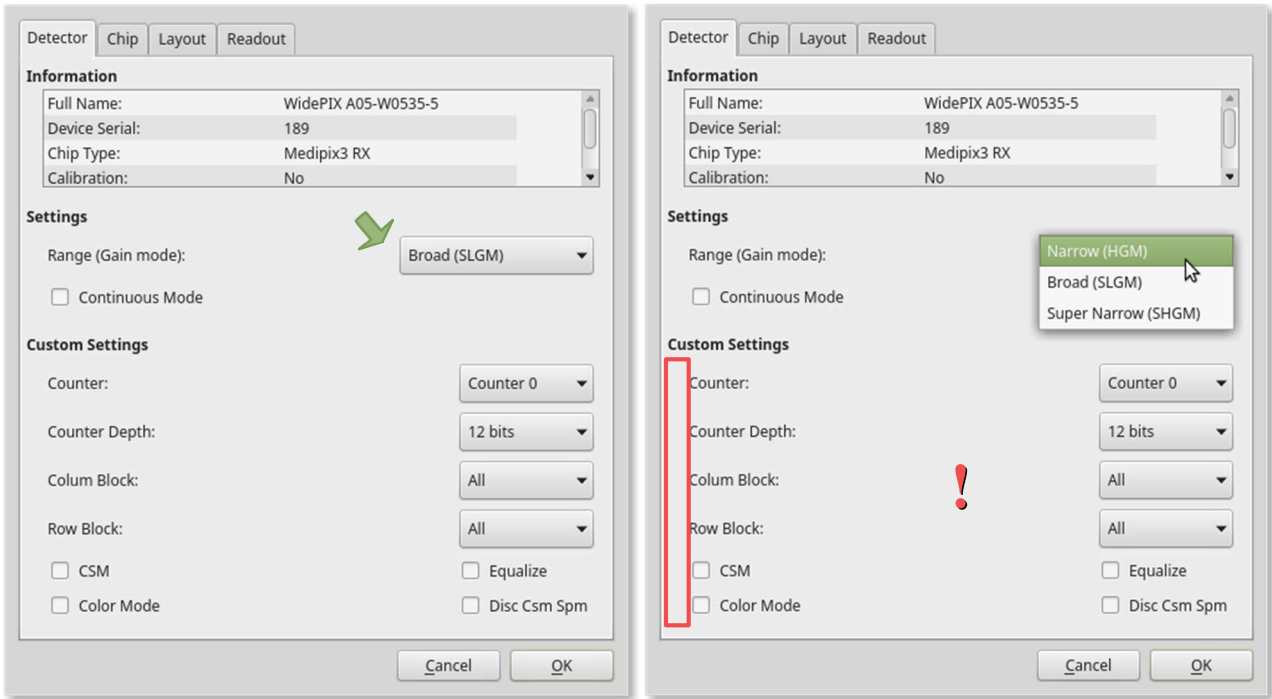 Detector Chip Layout Readout
Information
Full Name: WidePIX A05-W0535-5
Device Serial: 189
Chip Type: Medipix3 RX
Calibration: No
Settings
Range (Gain mode): Broad (SLGM)
Continuous Mode
Custom Settings
Counter: Counter 0
Counter Depth: 12 bits
Colum Block: All
Row Block: All
CSM Equalize
Color Mode Disc Csm Spm
Cancel OK
Detector Chip Layout Readout
Information
Full Name: WidePIX A05-W0535-5
Device Serial: 189
Chip Type: Medipix3 RX
Calibration: No
Settings
Range (Gain mode): Narrow (HGM)
Broad (SLGM)
Continuous Mode
Super Narrow (SHGM)
Custom Settings
Counter: Counter 0
Counter Depth: 12 bits
Colum Block: All
!
Row Block: All
CSM Equalize
Color Mode Disc Csm Spm
Cancel OK